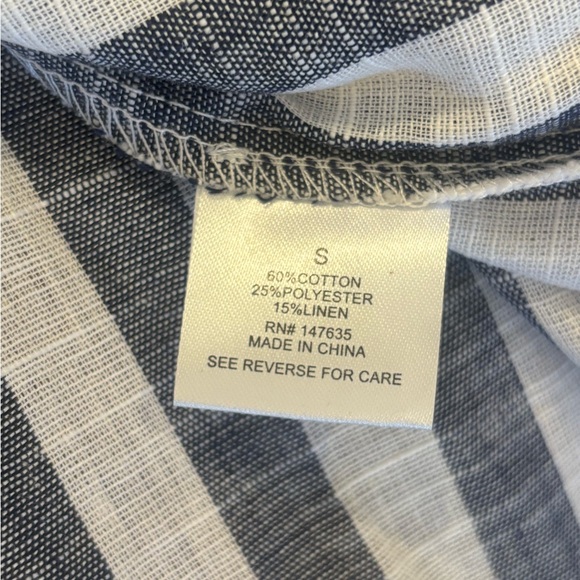 S
60%COTTON
25%POLYESTER
15%LINEN
RN# 147635
MADE IN CHINA
SEE REVERSE FOR CARE